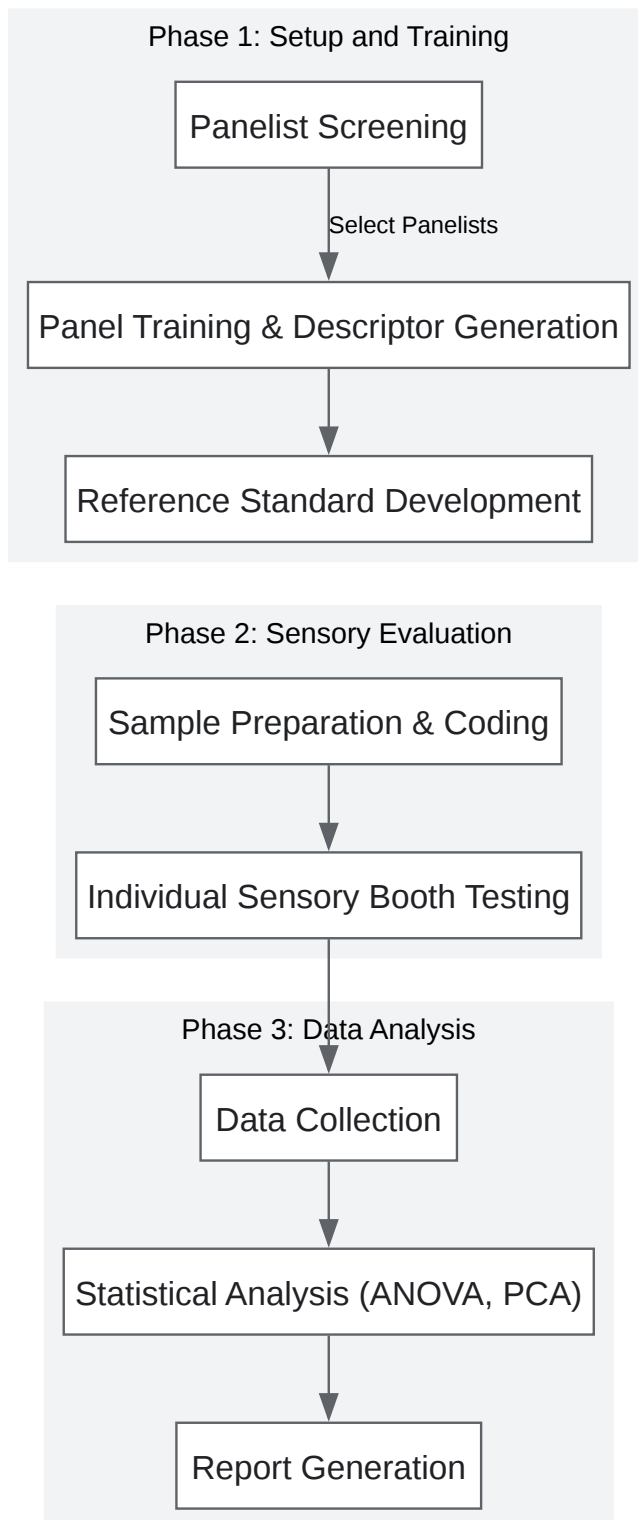 Phase 1: Setup and Training
Panelist Screening
Select Panelists
Panel Training & Descriptor Generation
Reference Standard Development
Phase 2: Sensory Evaluation
Sample Preparation & Coding
Individual Sensory Booth Testing
Phase 3: Data Analysis
Data Collection
Statistical Analysis (ANOVA, PCA)
Report Generation